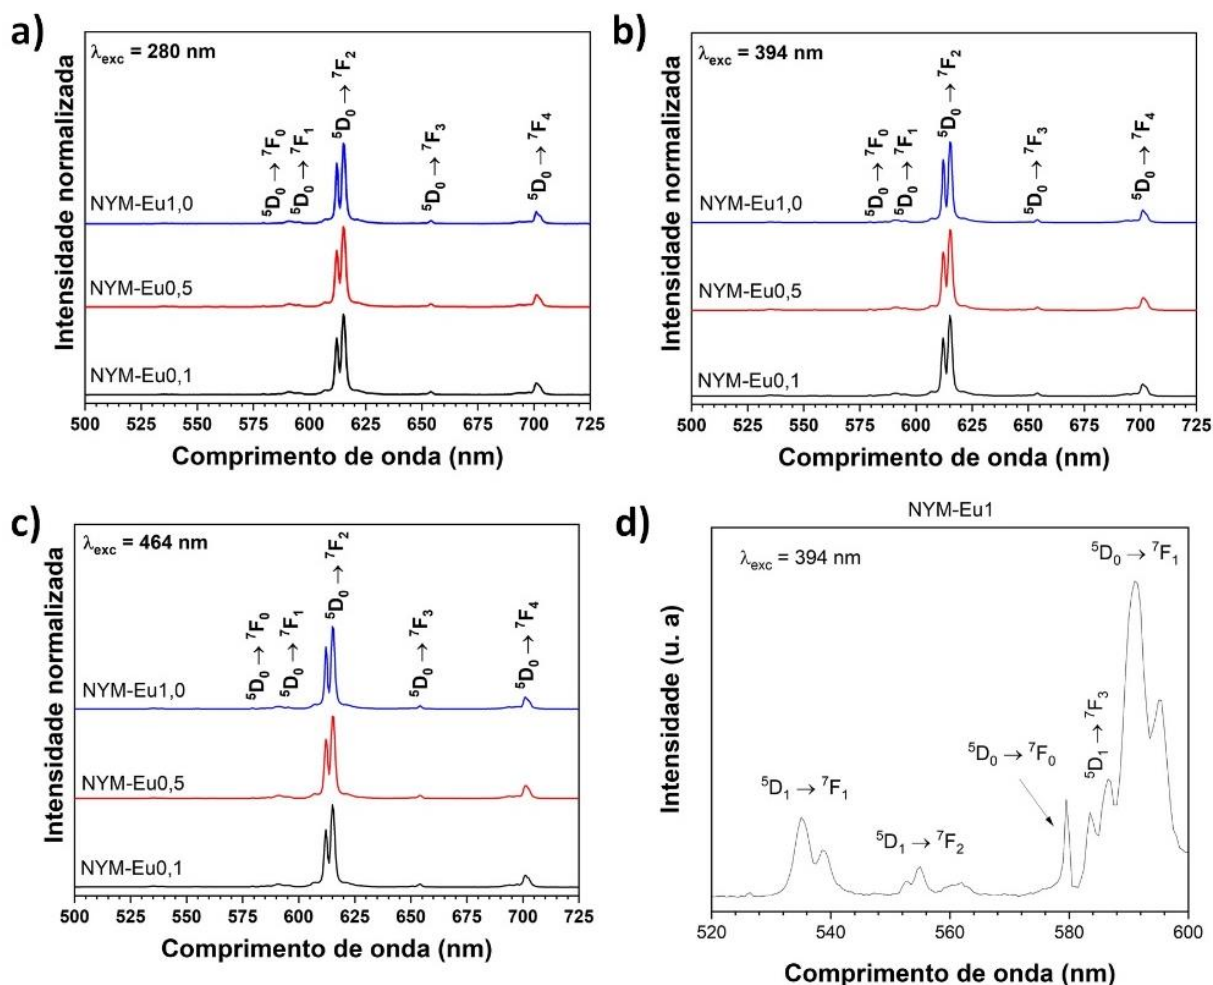 a)
λexc = 280 nm
Intensidade normalizada
⁵D₀ → ⁷F₀
⁵D₀ → ⁷F₁
⁵D₀ → ⁷F₂
⁵D₀ → ⁷F₃
⁵D₀ → ⁷F₄
NYM-Eu1,0
NYM-Eu0,5
NYM-Eu0,1
500 525 550 575 600 625 650 675 700 725
Comprimento de onda (nm)
b)
λexc = 394 nm
Intensidade normalizada
⁵D₀ → ⁷F₀
⁵D₀ → ⁷F₁
⁵D₀ → ⁷F₂
⁵D₀ → ⁷F₃
⁵D₀ → ⁷F₄
NYM-Eu1,0
NYM-Eu0,5
NYM-Eu0,1
500 525 550 575 600 625 650 675 700 725
Comprimento de onda (nm)
c)
λexc = 464 nm
Intensidade normalizada
⁵D₀ → ⁷F₀
⁵D₀ → ⁷F₁
⁵D₀ → ⁷F₂
⁵D₀ → ⁷F₃
⁵D₀ → ⁷F₄
NYM-Eu1,0
NYM-Eu0,5
NYM-Eu0,1
500 525 550 575 600 625 650 675 700 725
Comprimento de onda (nm)
d)
NYM-Eu1
λexc = 394 nm
Intensidade (u. a)
⁵D₁ → ⁷F₁
⁵D₁ → ⁷F₂
⁵D₀ → ⁷F₀
⁵D₁ → ⁷F₃
⁵D₀ → ⁷F₁
520 540 560 580 600
Comprimento de onda (nm)